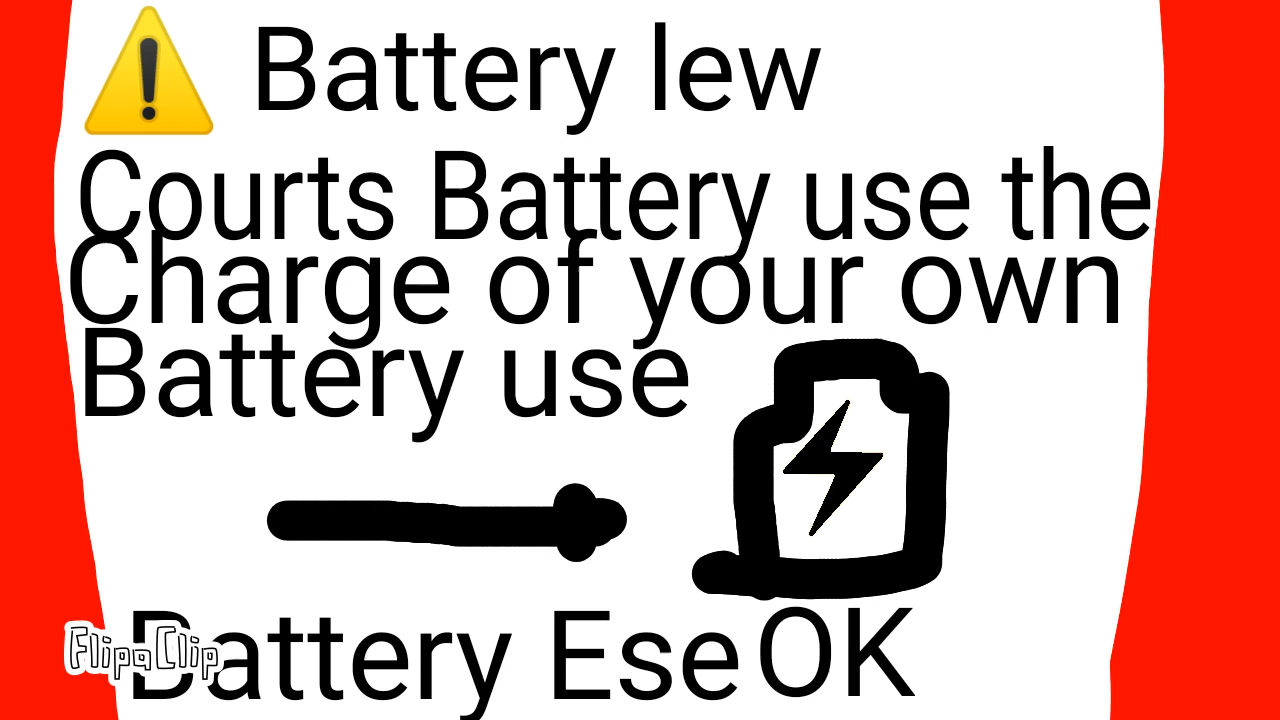 ⚠️ Battery lew
Courts Battery use the
Charge of your own
Battery use
Battery Ese OK
FlipaClip